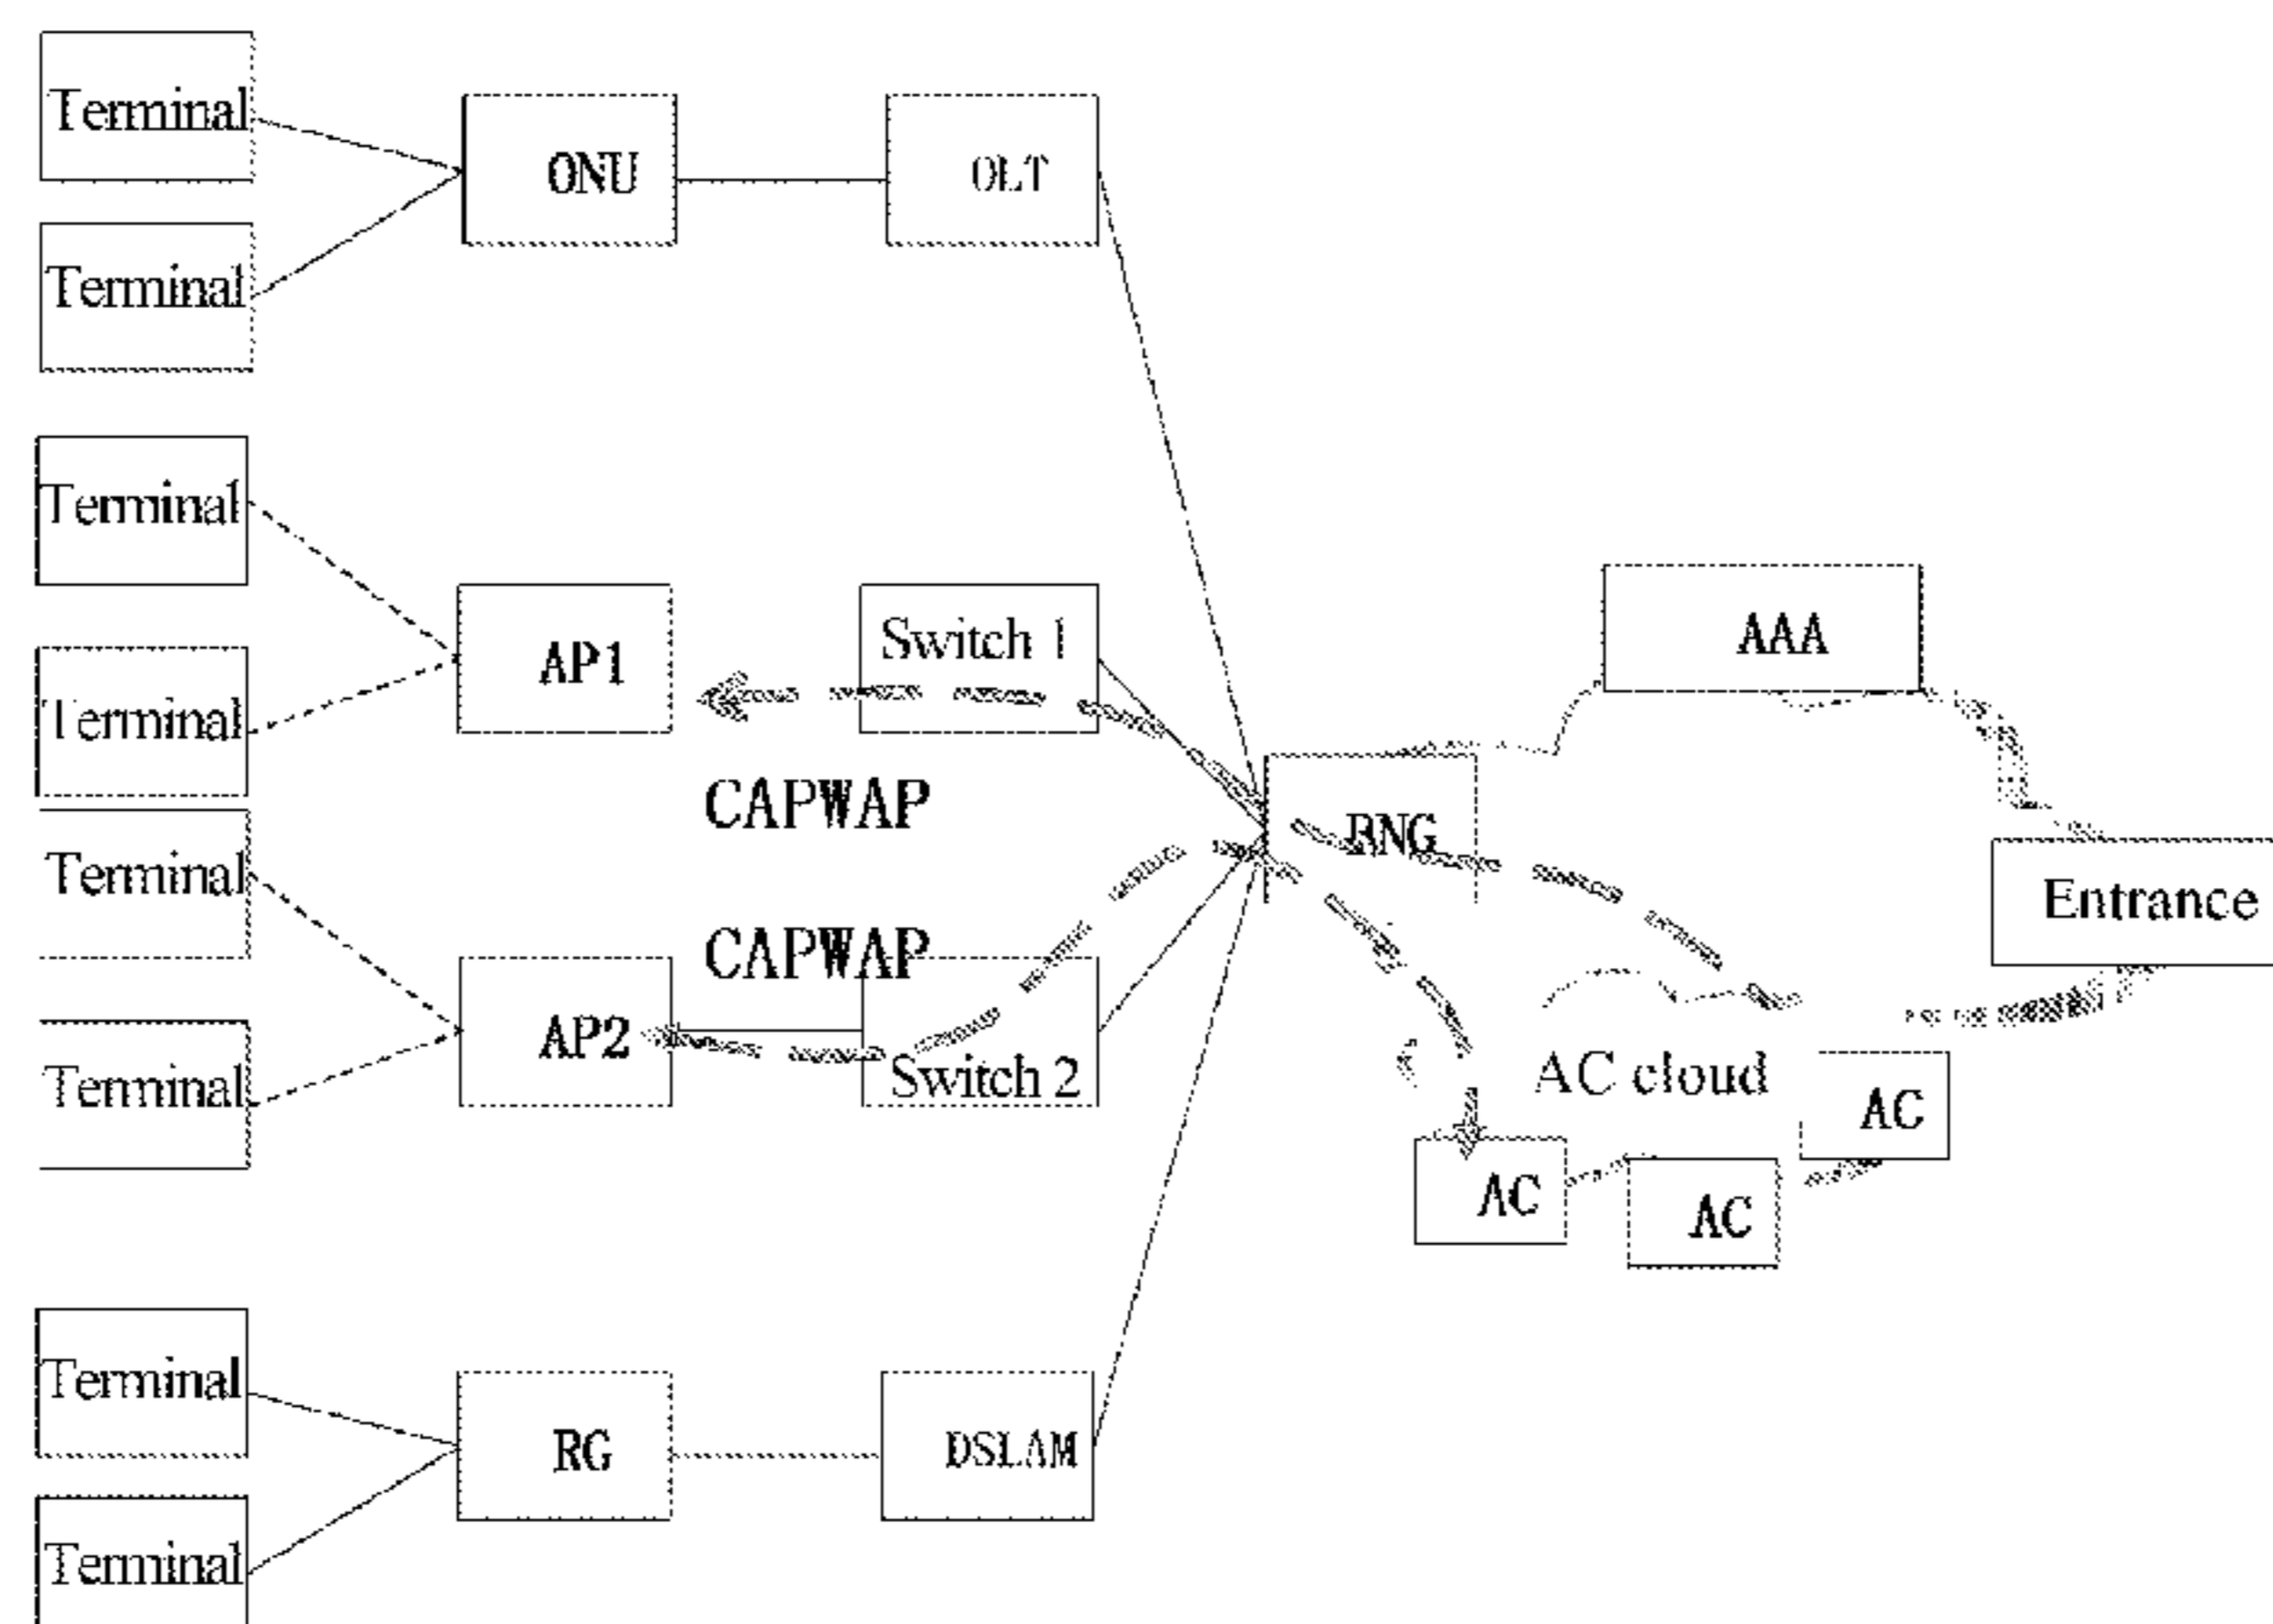 Terminal
ONU
OLT
Terminal
Terminal
AP1
Switch 1
AAA
Terminal
CAPWAP
BNG
Terminal
Entrance
CAPWAP
AP2
Switch 2
AC cloud
Terminal
AC
AC
AC
Terminal
RG
DSLAM
Terminal